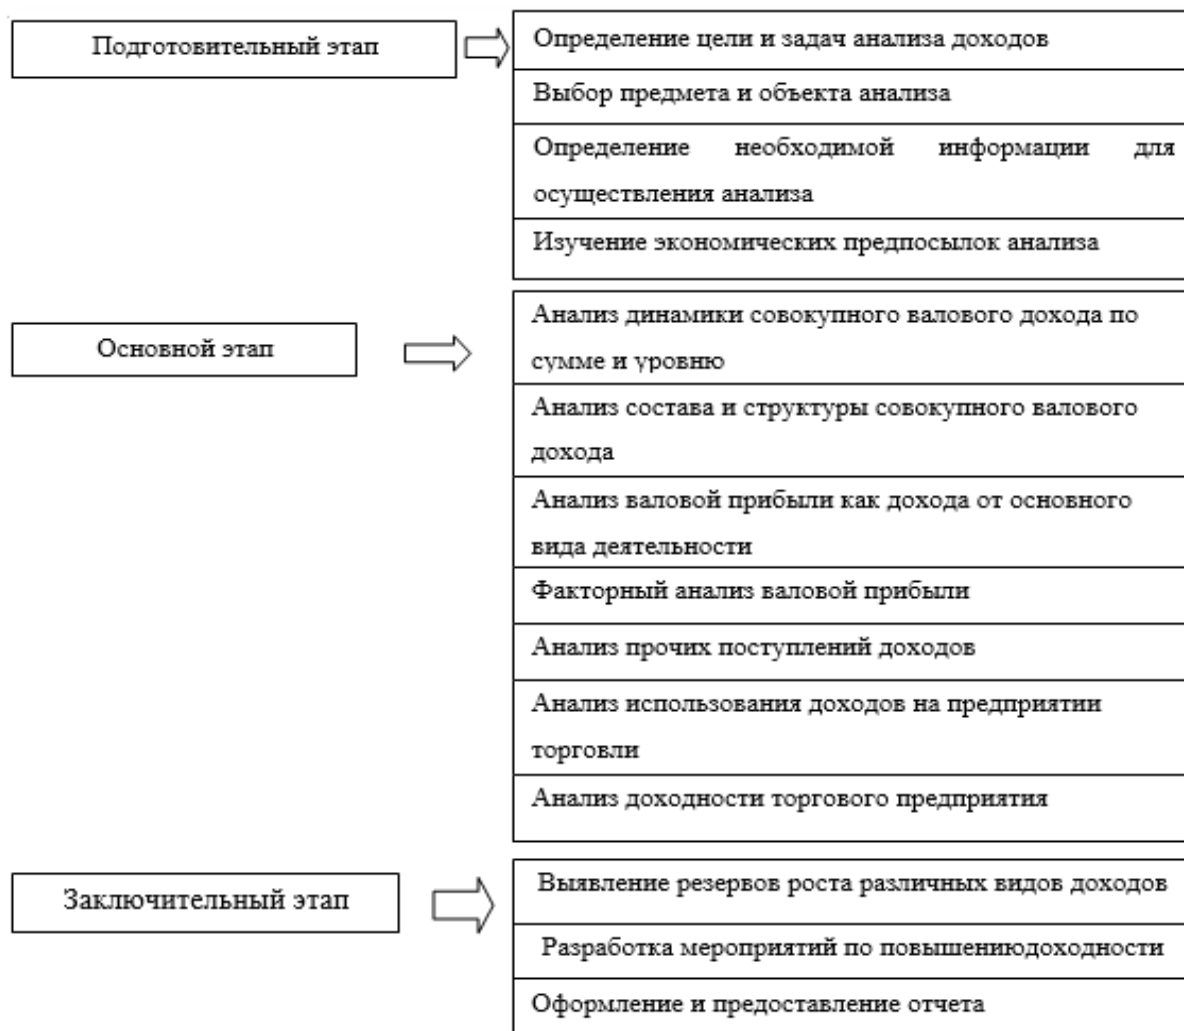 Подготовительный этап
Определение цели и задач анализа доходов
Выбор предмета и объекта анализа
Определение необходимой информации для
осуществления анализа
Изучение экономических предпосылок анализа
Основной этап
Анализ динамики совокупного валового дохода по
сумме и уровню
Анализ состава и структуры совокупного валового
дохода
Анализ валовой прибыли как дохода от основного
вида деятельности
Факторный анализ валовой прибыли
Анализ прочих поступлений доходов
Анализ использования доходов на предприятии
торговли
Анализ доходности торгового предприятия
Заключительный этап
Выявление резервов роста различных видов доходов
Разработка мероприятий по повышениюдоходности
Оформление и предоставление отчета